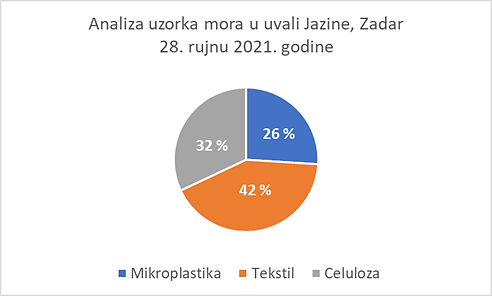 Analiza uzorka mora u uvali Jazine, Zadar
28. rujnu 2021. godine
26 %
32 %
42 %
Mikroplastika Tekstil Celuloza